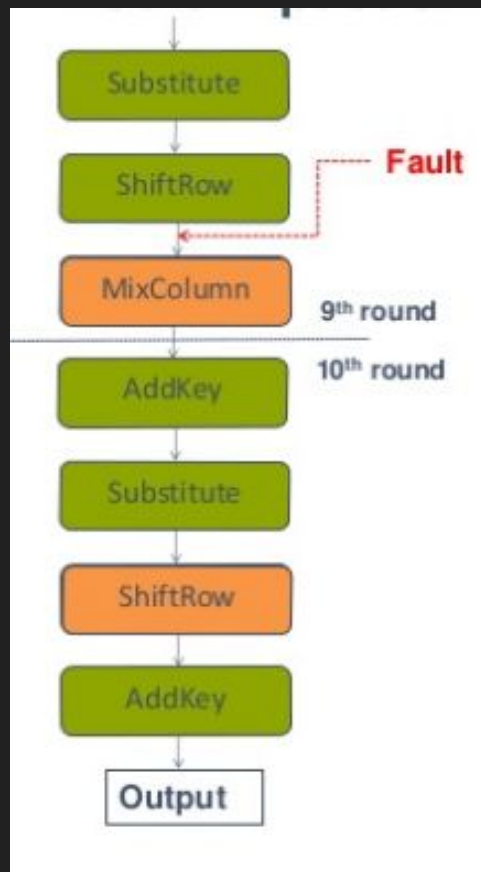 Substitute
ShiftRow
Fault
MixColumn
9th round
10th round
AddKey
Substitute
ShiftRow
AddKey
Output